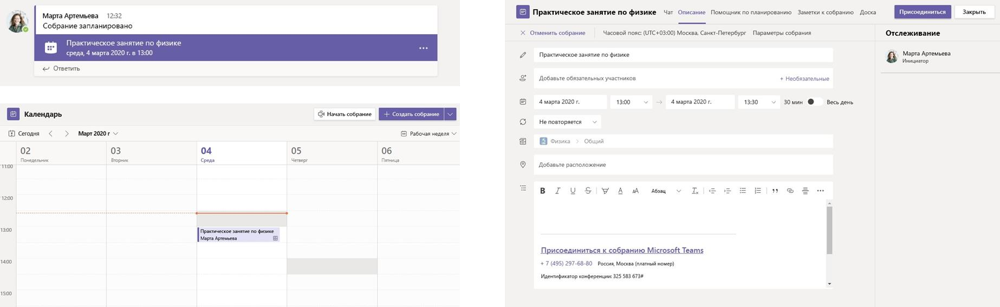 Марта Артемьева 12:32
Собрание запланировано
Практическое занятие по физике
среда, 4 марта 2020 г. в 13:00
Ответить
Календарь
Начать собрание
+ Создать собрание
Сегодня
Март 2020 г
Рабочая неделя
02 03 04 05 06
Понедельник Вторник Среда Четверг Пятница
11:00
12:00
13:00
Практическое занятие по физике
Марта Артемьева
14:00
15:00
Практическое занятие по физике Чат Описание Помощник по планированию Заметки к собранию Доска Присоединиться Закрыть
Отменить собрание Часовой пояс: (UTC+03:00) Москва, Санкт-Петербург Параметры собрания
Практическое занятие по физике
Добавьте обязательных участников + Необязательные
4 марта 2020 г. 13:00 → 4 марта 2020 г. 13:30 30 мин Весь день
Не повторяется
Физика > Общий
Добавьте расположение
B I U S A AA Абзац
Присоединиться к собранию Microsoft Teams
+ 7 (495) 297-68-80 Россия, Москва (платный номер)
Идентификатор конференции: 325 583 673#
Отслеживание
Марта Артемьева
Инициатор